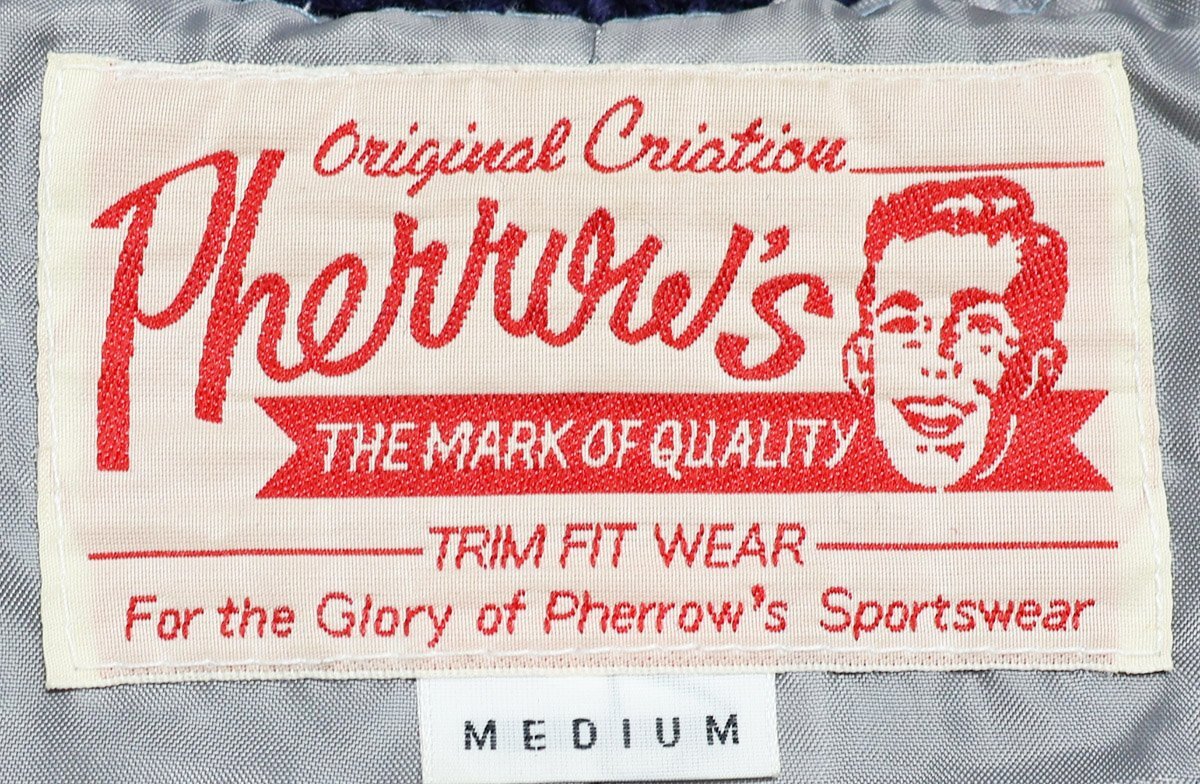 Original Criation
Pherrow's
THE MARK OF QUALITY
TRIM FIT WEAR
For the Glory of Pherrow's Sportswear
MEDIUM